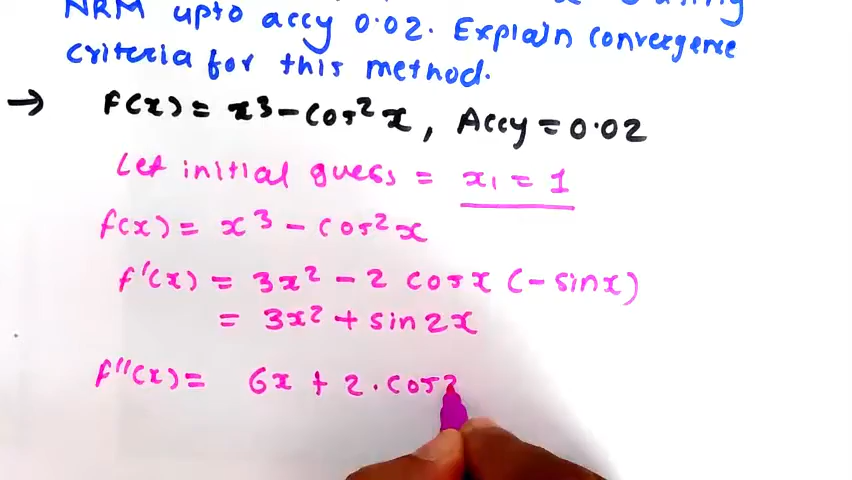 NRM upto accy 0.02. Explain convergence
criteria for this method.
→ f(x) = x³ - cos²x, Accy = 0.02
Let initial guess = x₁ = 1
f(x) = x³ - cos²x
f'(x) = 3x² - 2 cosx (-sinx)
= 3x² + sin2x
f''(x) = 6x + 2. cos2